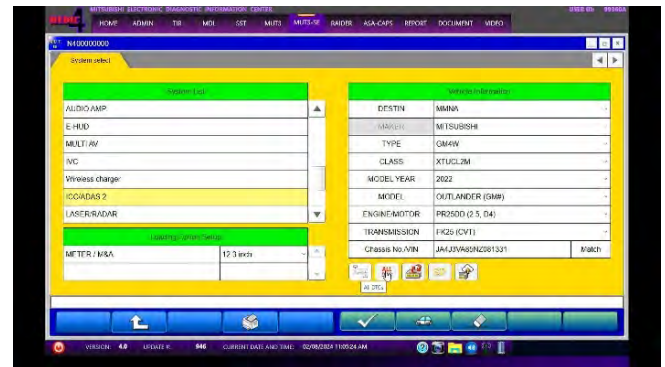 MITSUBISHI ELECTRONIC DIAGNOSTIC INFORMATION CENTER
HOME ADMIN TIB MDL SST MUT3 MUT3-SE RAIDER ASA-CAPS REPORT DOCUMENT VIDEO
N400000000
System select
System List
AUDIO AMP
E-HUD
MULTI AV
IVC
Wireless charger
ICC/ADAS 2
LASER/RADAR
METER / M&A 12.3 inch
Vehicle Information
DESTIN MMNA
MAKER MITSUBISHI
TYPE GM4W
CLASS XTUCL2M
MODEL YEAR 2022
MODEL OUTLANDER (GM#)
ENGINE/MOTOR PR25DD (2.5, D4)
TRANSMISSION FK25 (CVT)
Chassis No./VIN JA4J3VA85NZ081331 Match
All DTCs
VERSION: 4.0 UPDATE #: 946 CURRENT DATE AND TIME: 02/08/2024 11:05:24 AM